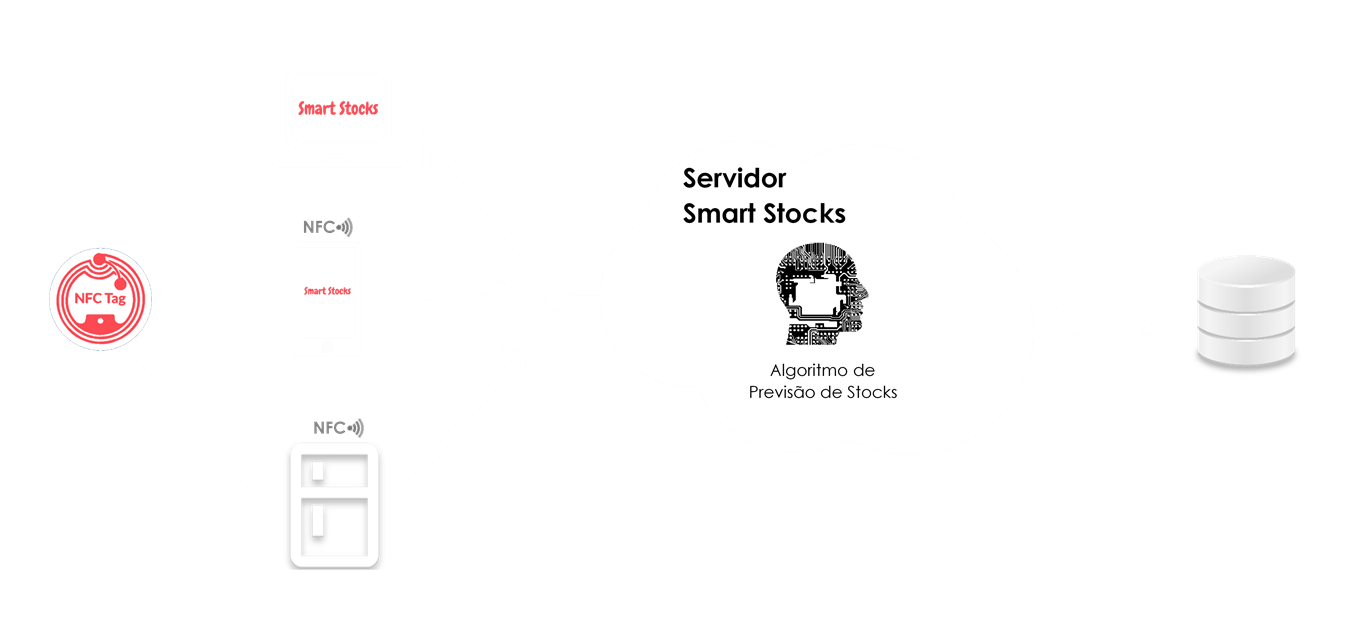 Smart Stocks
Servidor
Smart Stocks
NFC
NFC Tag
Smart Stocks
Algoritmo de
Previsão de Stocks
NFC